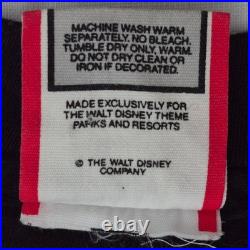 MACHINE WASH WARM
SEPARATELY. NO BLEACH.
TUMBLE DRY ONLY, WARM.
DO NOT DRY CLEAN OR
IRON IF DECORATED.
MADE EXCLUSIVELY FOR
THE WALT DISNEY THEME
PARKS AND RESORTS
© THE WALT DISNEY
COMPANY